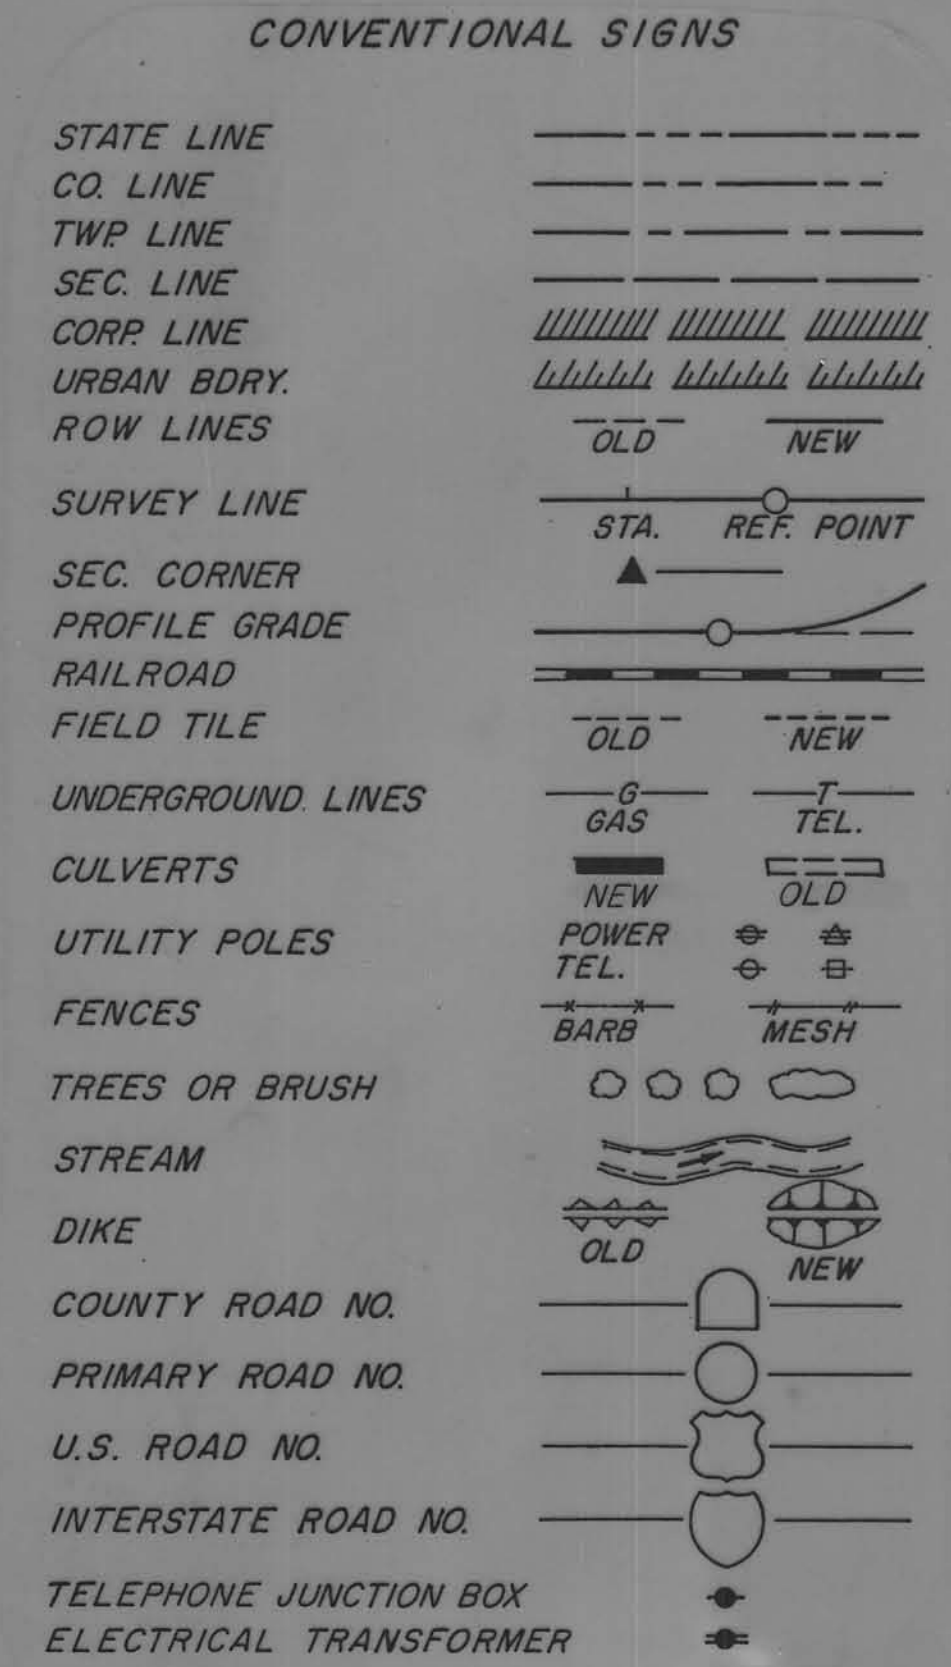 CONVENTIONAL SIGNS
STATE LINE
CO. LINE
TWP. LINE
SEC. LINE
CORP. LINE
URBAN BDRY.
ROW LINES
OLD NEW
SURVEY LINE
STA. REF. POINT
SEC. CORNER
PROFILE GRADE
RAILROAD
FIELD TILE
OLD NEW
UNDERGROUND. LINES G T
GAS TEL.
CULVERTS
NEW OLD
UTILITY POLES POWER
TEL.
FENCES
BARB MESH
TREES OR BRUSH
STREAM
DIKE
OLD NEW
COUNTY ROAD NO.
PRIMARY ROAD NO.
U.S. ROAD NO.
INTERSTATE ROAD NO.
TELEPHONE JUNCTION BOX
ELECTRICAL TRANSFORMER